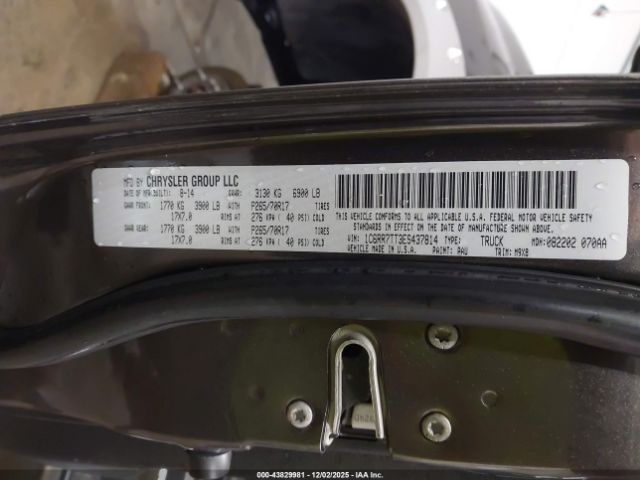 MFD BY CHRYSLER GROUP LLC
DATE OF MFR: 8-14 GVWR: 3130 KG 6900 LB
GAWR FRONT: 1770 KG 3900 LB WITH P265/70R17 TIRES
17X7.0 RIMS AT 276 KPA ( 40 PSI) COLD
GAWR REAR: 1770 KG 3900 LB WITH P265/70R17 TIRES
17X7.0 RIMS AT 276 KPA ( 40 PSI) COLD
THIS VEHICLE CONFORMS TO ALL APPLICABLE U.S.A. FEDERAL MOTOR VEHICLE SAFETY
STANDARDS IN EFFECT ON THE DATE OF MANUFACTURE SHOWN ABOVE.
VIN: 1C6RR7TT3ES437814 TYPE: TRUCK MDH: 082202 070AA
VEHICLE MADE IN U.S.A. PAINT: PAU TRIM: M9X8
000-43829981 - 12/02/2025 - IAAI.com